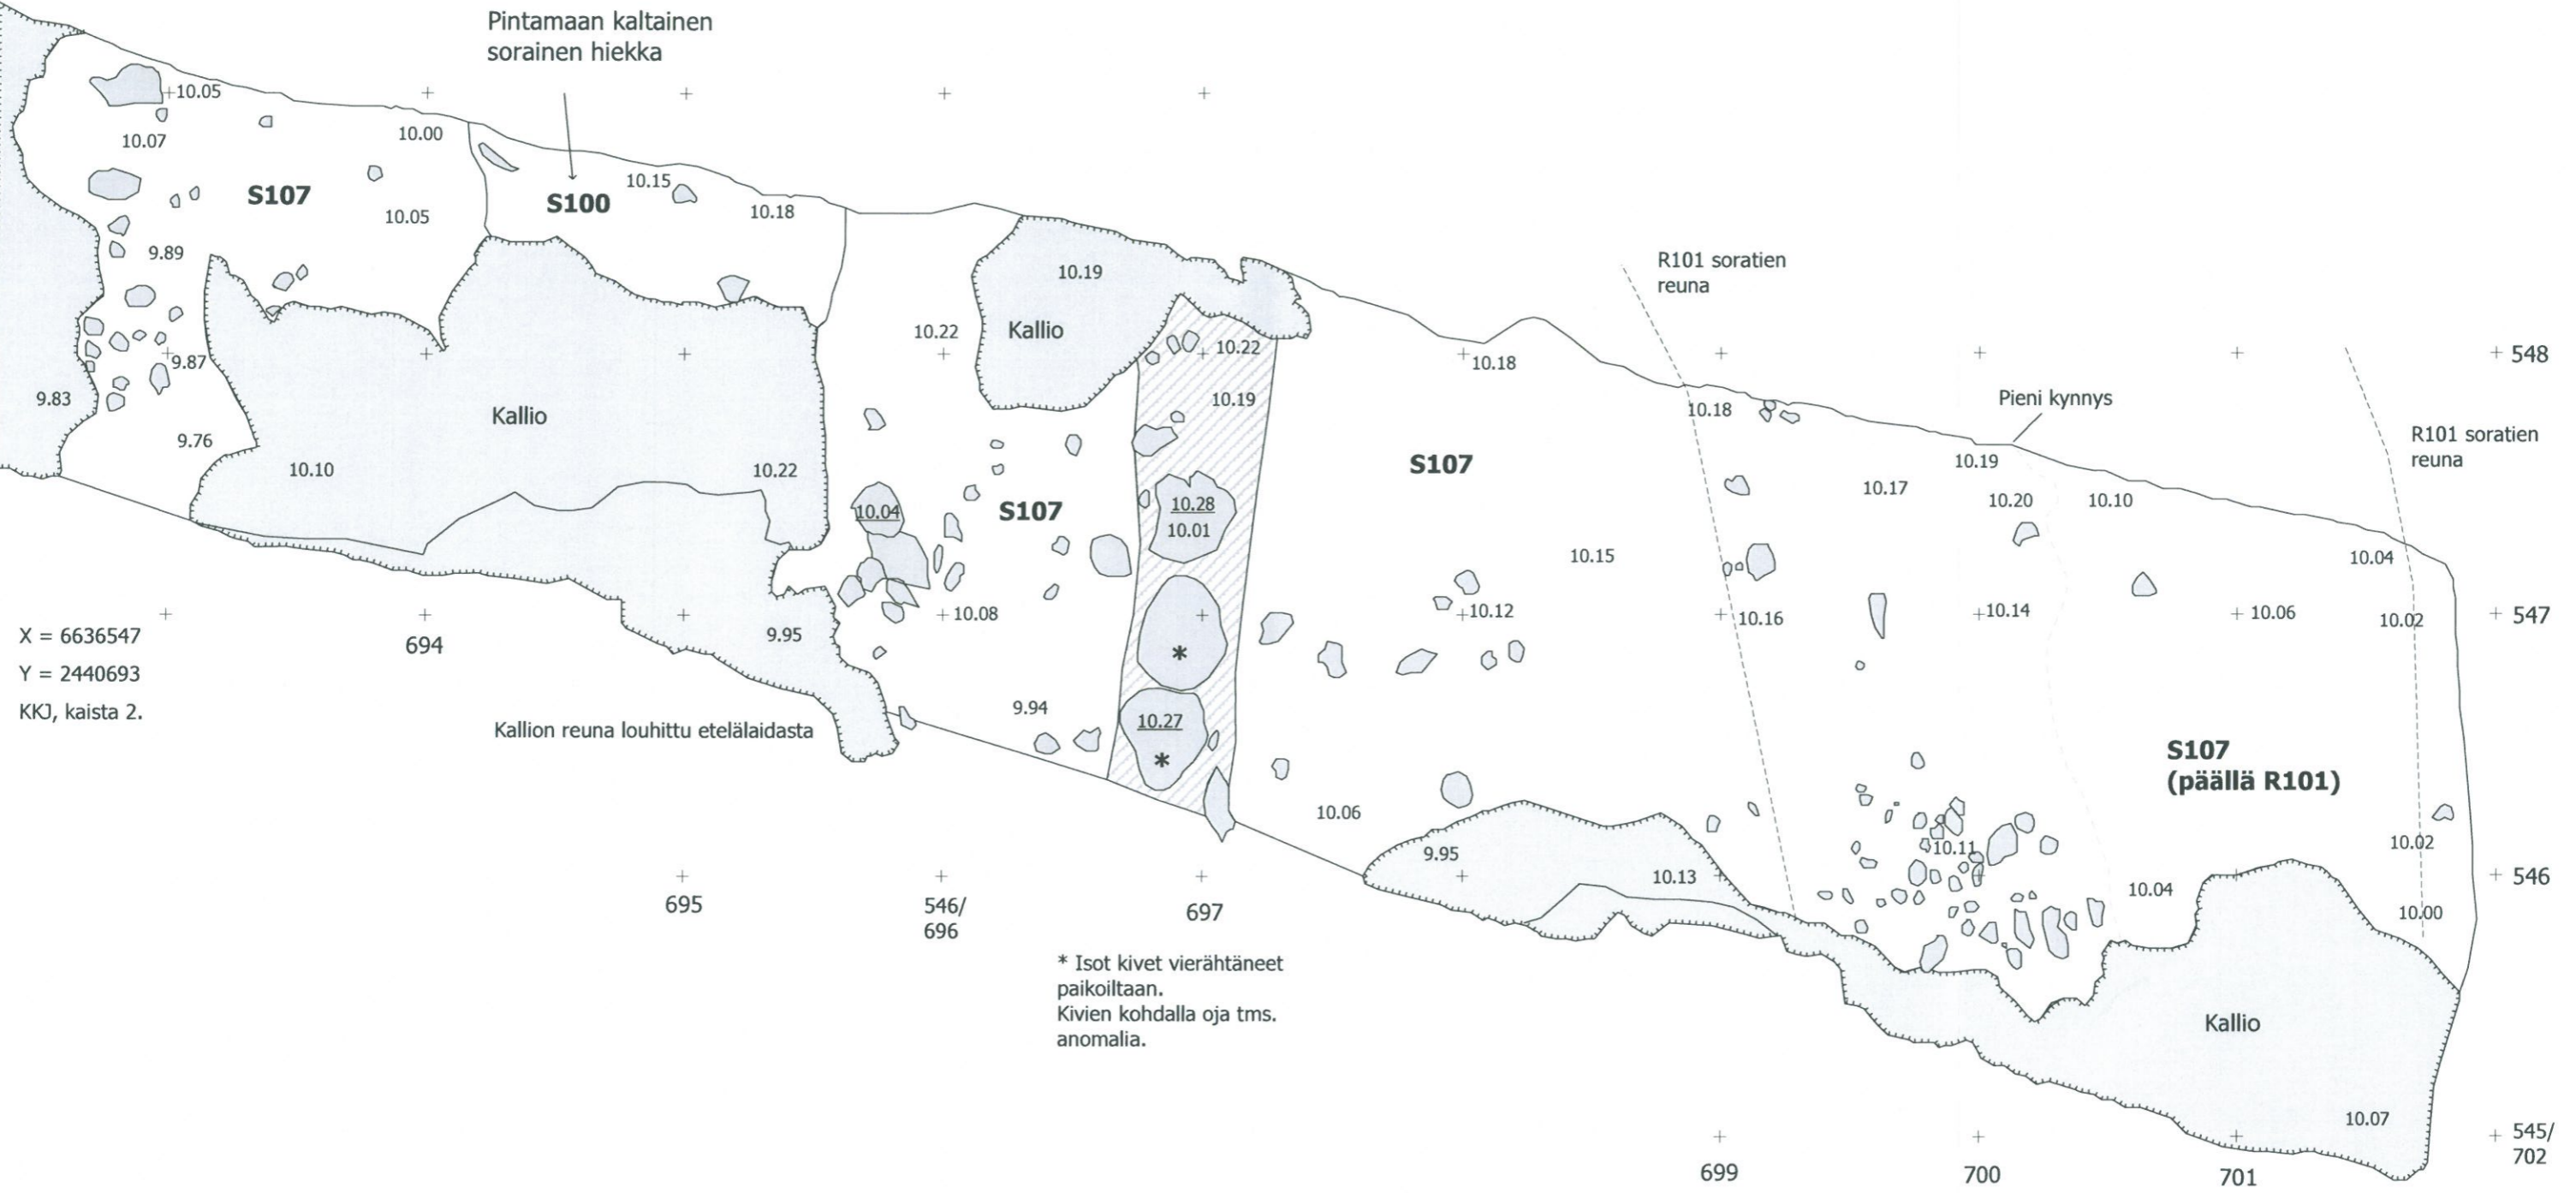 Pintamaan kaltainen
sorainen hiekka
10.05
10.07
10.00
S107
10.05
S100
10.15
10.18
9.89
9.87
9.83
9.76
Kallio
10.10
10.22
10.19
Kallio
10.22
10.22
10.19
10.04
S107
10.28
10.01
10.08
9.95
9.94
10.27
*
*
R101 soratien
reuna
10.18
10.18
S107
10.15
10.12
10.16
10.17
Pieni kynnys
10.19
10.20
10.10
10.14
10.06
R101 soratien
reuna
10.04
10.02
548
547
X = 6636547
Y = 2440693
KKJ, kaista 2.
694
Kallion reuna louhittu etelälaidasta
S107
(päällä R101)
10.06
9.95
10.13
10.11
10.04
10.02
10.00
546
695
546/
696
697
* Isot kivet vierähtäneet
paikoiltaan.
Kivien kohdalla oja tms.
anomalia.
Kallio
10.07
545/
702
699
700
701